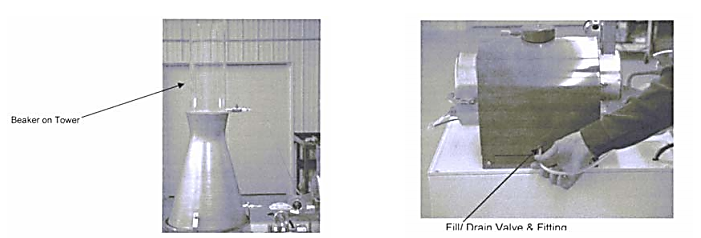 Beaker on Tower
Fill/ Drain Valve & Fitting